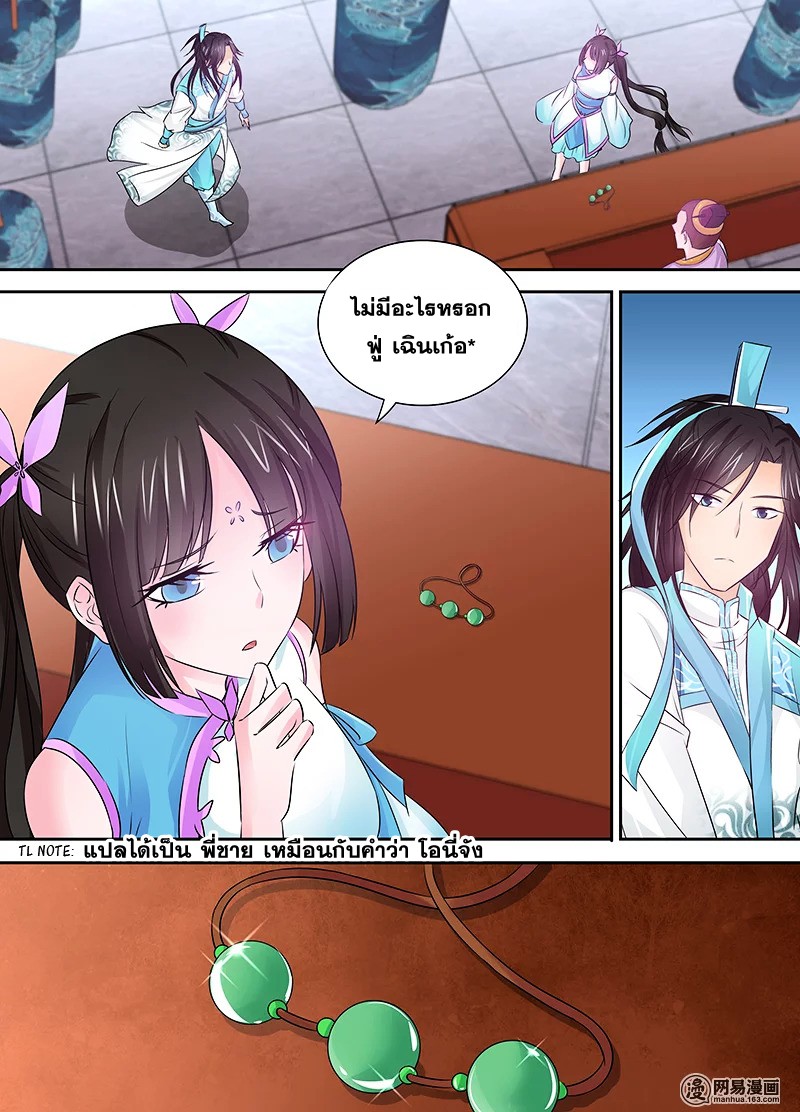 ไม่มีอะไรหรอก
ฟู่ เฉินเก้อ*
TL NOTE: แปลได้เป็น พี่ชาย เหมือนกับคำว่า โอนี่จัง
网易漫画
manhua.163.com